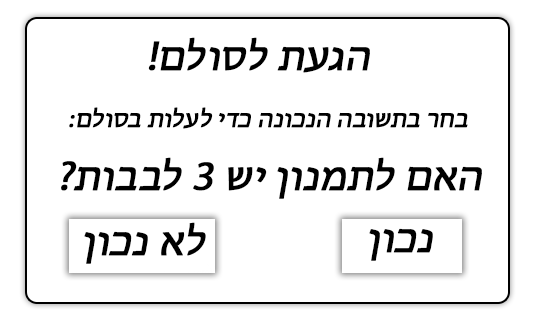 הגעת לסולם!
בחר בתשובה הנכונה כדי לעלות בסולם:
האם לתמנון יש 3 לבבות?
נכון
לא נכון